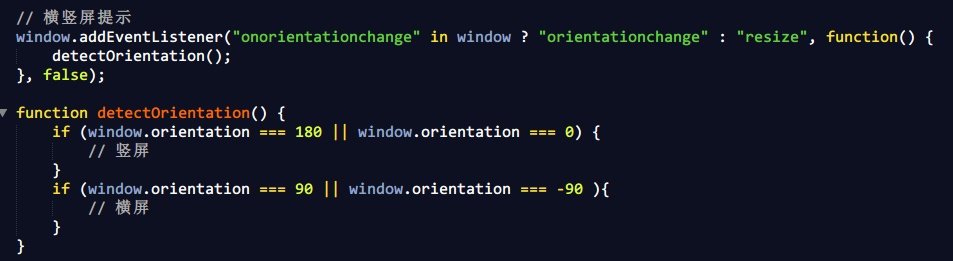 // 横竖屏提示
window.addEventListener("onorientationchange" in window ? "orientationchange" : "resize", function() {
    detectOrientation();
}, false);

function detectOrientation() {
    if (window.orientation === 180 || window.orientation === 0) {
        // 竖屏
    }
    if (window.orientation === 90 || window.orientation === -90 ){
        // 横屏
    }
}